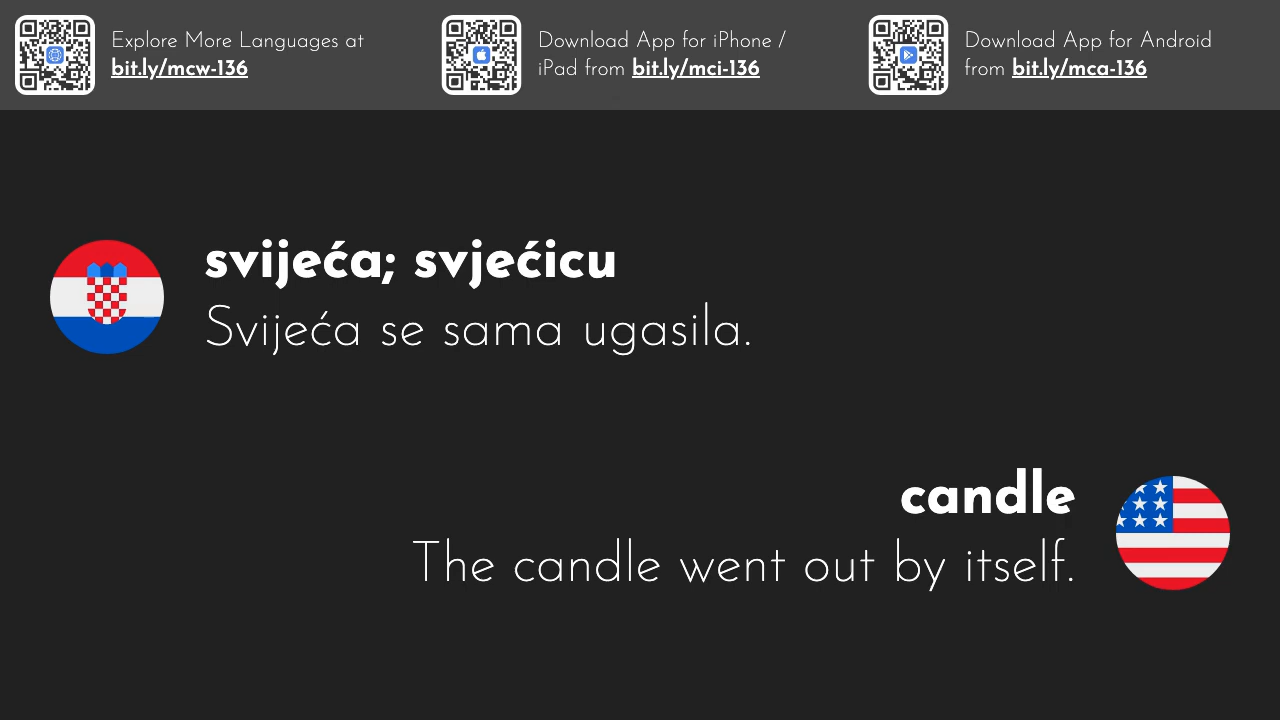 Explore More Languages at
bit.ly/mcw-136
Download App for iPhone /
iPad from bit.ly/mci-136
Download App for Android
from bit.ly/mca-136
svijeća; svjećicu
Svijeća se sama ugasila.
candle
The candle went out by itself.